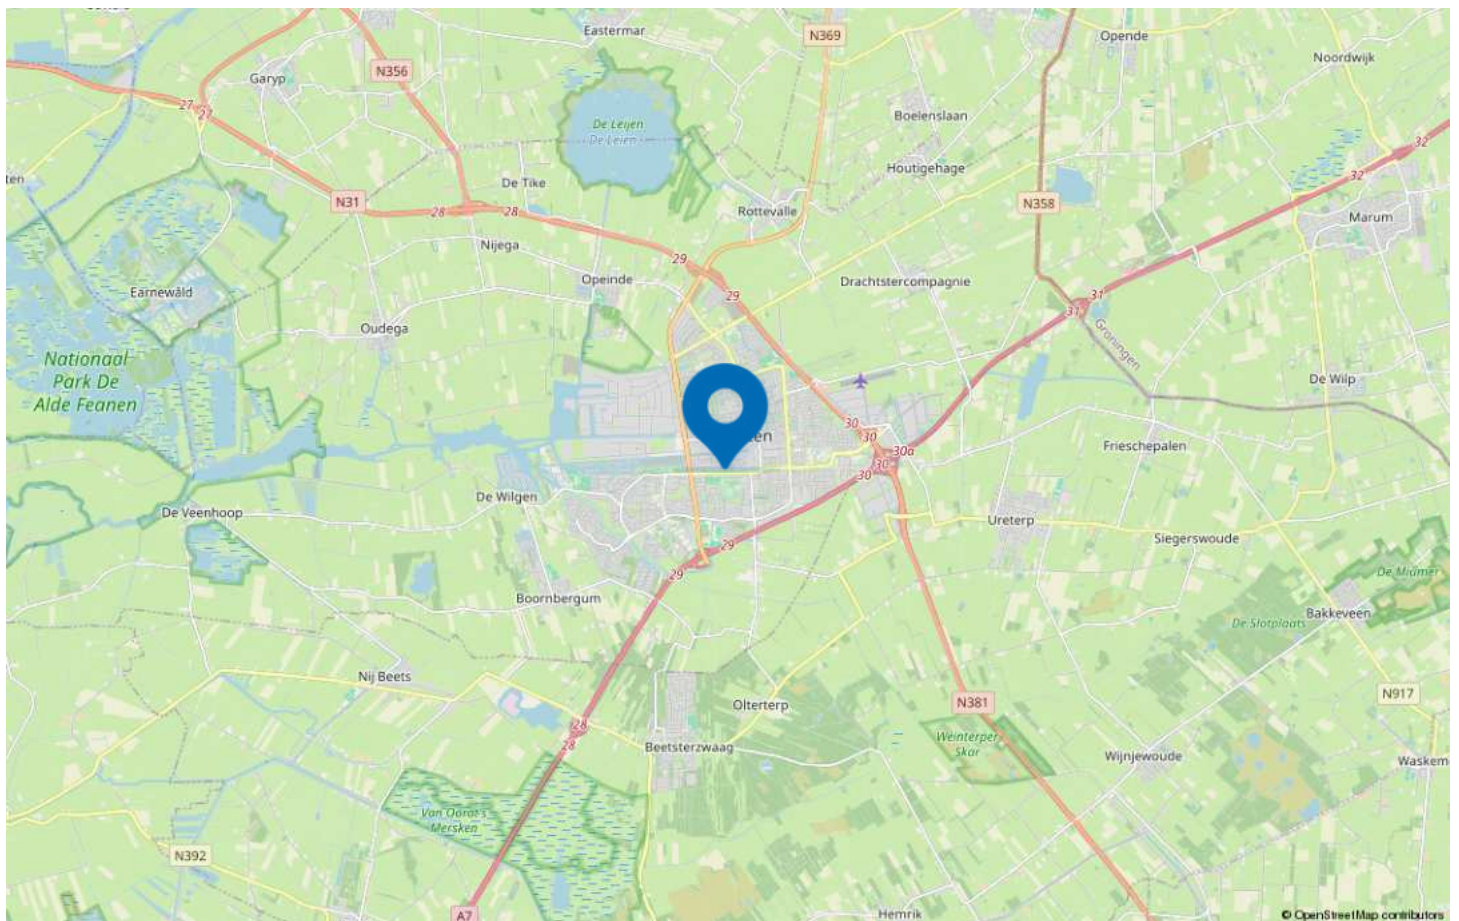 Eastermar
N369
Opende
Noordwijk
Garyp
N356
27
27
Boelenslaan
De Leijen
De Leien
32
Houtigehage
32
ten
De Tike
N31
28
28
Rottevalle
N358
Marum
Nijega
29
Opeinde
Drachtstercompagnie
Earnewâld
29
31
31
Oudega
Groningen
Nationaal
Park De
Alde Feanen
De Wilp
30
30
en
Frieschepalen
30a
30
30
De Wilgen
De Veenhoop
Ureterp
Siegerswoude
29
29
De Mûmer
Boornbergum
Bakkeveen
De Slotplaats
Nij Beets
N917
Olterterp
N381
28
28
Weinterper
Skar
Beetsterzwaag
Wijnjewoude
Waskem
Van Oordt's
Mersken
N392
A7
Hemrik
© OpenStreetMap contributors